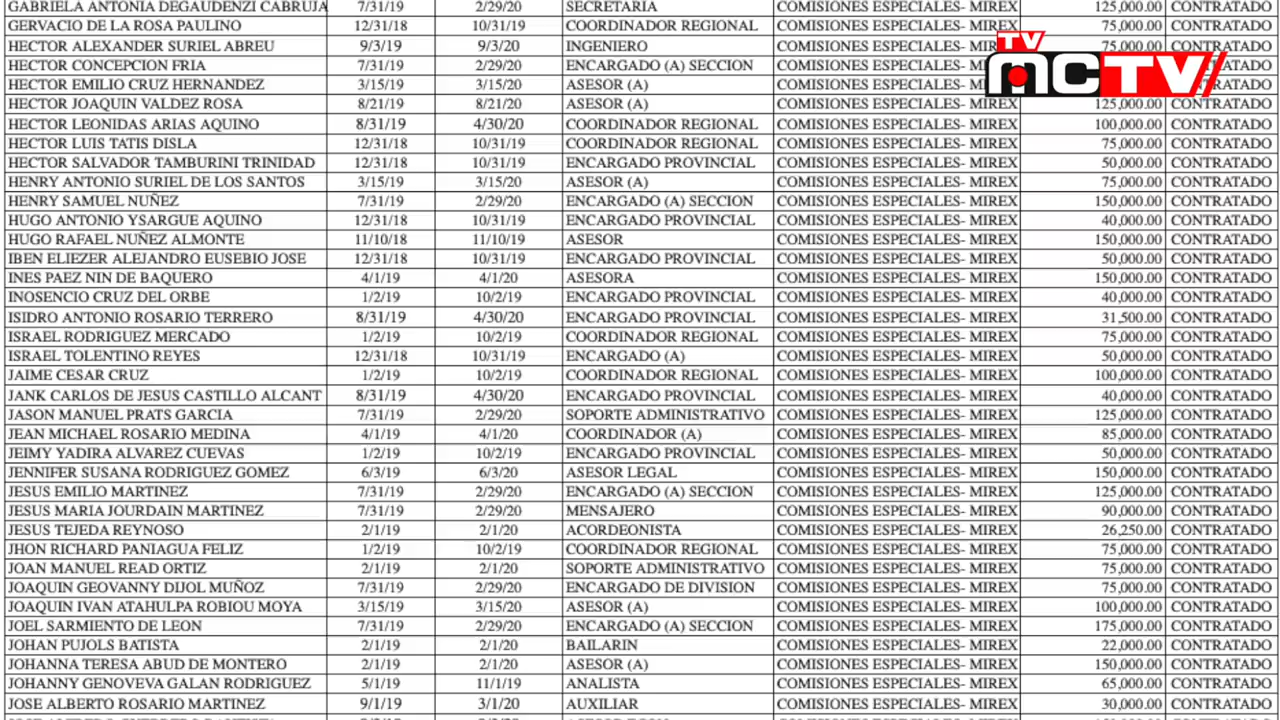 GABRIELA ANTONIA DEGAUDENZI CABRUJA 7/31/19 2/29/20 SECRETARIA COMISIONES ESPECIALES- MIREX 125,000.00 CONTRATADO
GERVACIO DE LA ROSA PAULINO 12/31/18 10/31/19 COORDINADOR REGIONAL COMISIONES ESPECIALES- MIREX 75,000.00 CONTRATADO
TV MCTV
HECTOR ALEXANDER SURIEL ABREU 9/3/19 9/3/20 INGENIERO COMISIONES ESPECIALES- 75,000.00 CONTRATADO
HECTOR CONCEPCION FRIA 7/31/19 2/29/20 ENCARGADO (A) SECCION COMISIONES ESPECIALES-
HECTOR EMILIO CRUZ HERNANDEZ 3/15/19 3/15/20 ASESOR (A) COMISIONES ESPECIALES-
HECTOR JOAQUIN VALDEZ ROSA 8/21/19 8/21/20 ASESOR (A) COMISIONES ESPECIALES- MIREX 125,000.00 CONTRATADO
HECTOR LEONIDAS ARIAS AQUINO 8/31/19 4/30/20 COORDINADOR REGIONAL COMISIONES ESPECIALES- MIREX 100,000.00 CONTRATADO
HECTOR LUIS TATIS DISLA 12/31/18 10/31/19 COORDINADOR REGIONAL COMISIONES ESPECIALES- MIREX 75,000.00 CONTRATADO
HECTOR SALVADOR TAMBURINI TRINIDAD 12/31/18 10/31/19 ENCARGADO PROVINCIAL COMISIONES ESPECIALES- MIREX 50,000.00 CONTRATADO
HENRY ANTONIO SURIEL DE LOS SANTOS 3/15/19 3/15/20 ASESOR (A) COMISIONES ESPECIALES- MIREX 75,000.00 CONTRATADO
HENRY SAMUEL NUÑEZ 7/31/19 2/29/20 ENCARGADO (A) SECCION COMISIONES ESPECIALES- MIREX 150,000.00 CONTRATADO
HUGO ANTONIO YSARGUE AQUINO 12/31/18 10/31/19 ENCARGADO PROVINCIAL COMISIONES ESPECIALES- MIREX 40,000.00 CONTRATADO
HUGO RAFAEL NUÑEZ ALMONTE 11/10/18 11/10/19 ASESOR COMISIONES ESPECIALES- MIREX 150,000.00 CONTRATADO
IBEN ELIEZER ALEJANDRO EUSEBIO JOSE 12/31/18 10/31/19 ENCARGADO PROVINCIAL COMISIONES ESPECIALES- MIREX 50,000.00 CONTRATADO
INES PAEZ NIN DE BAQUERO 4/1/19 4/1/20 ASESORA COMISIONES ESPECIALES- MIREX 150,000.00 CONTRATADO
INOSENCIO CRUZ DEL ORBE 1/2/19 10/2/19 ENCARGADO PROVINCIAL COMISIONES ESPECIALES- MIREX 40,000.00 CONTRATADO
ISIDRO ANTONIO ROSARIO TERRERO 8/31/19 4/30/20 ENCARGADO PROVINCIAL COMISIONES ESPECIALES- MIREX 31,500.00 CONTRATADO
ISRAEL RODRIGUEZ MERCADO 1/2/19 10/2/19 COORDINADOR REGIONAL COMISIONES ESPECIALES- MIREX 75,000.00 CONTRATADO
ISRAEL TOLENTINO REYES 12/31/18 10/31/19 ENCARGADO (A) COMISIONES ESPECIALES- MIREX 50,000.00 CONTRATADO
JAIME CESAR CRUZ 1/2/19 10/2/19 COORDINADOR REGIONAL COMISIONES ESPECIALES- MIREX 100,000.00 CONTRATADO
JANK CARLOS DE JESUS CASTILLO ALCANT 8/31/19 4/30/20 ENCARGADO PROVINCIAL COMISIONES ESPECIALES- MIREX 40,000.00 CONTRATADO
JASON MANUEL PRATS GARCIA 7/31/19 2/29/20 SOPORTE ADMINISTRATIVO COMISIONES ESPECIALES- MIREX 125,000.00 CONTRATADO
JEAN MICHAEL ROSARIO MEDINA 4/1/19 4/1/20 COORDINADOR (A) COMISIONES ESPECIALES- MIREX 85,000.00 CONTRATADO
JEIMY YADIRA ALVAREZ CUEVAS 1/2/19 10/2/19 ENCARGADO PROVINCIAL COMISIONES ESPECIALES- MIREX 50,000.00 CONTRATADO
JENNIFER SUSANA RODRIGUEZ GOMEZ 6/3/19 6/3/20 ASESOR LEGAL COMISIONES ESPECIALES- MIREX 150,000.00 CONTRATADO
JESUS EMILIO MARTINEZ 7/31/19 2/29/20 ENCARGADO (A) SECCION COMISIONES ESPECIALES- MIREX 125,000.00 CONTRATADO
JESUS MARIA JOURDAIN MARTINEZ 7/31/19 2/29/20 MENSAJERO COMISIONES ESPECIALES- MIREX 90,000.00 CONTRATADO
JESUS TEJEDA REYNOSO 2/1/19 2/1/20 ACORDEONISTA COMISIONES ESPECIALES- MIREX 26,250.00 CONTRATADO
JHON RICHARD PANIAGUA FELIZ 1/2/19 10/2/19 COORDINADOR REGIONAL COMISIONES ESPECIALES- MIREX 75,000.00 CONTRATADO
JOAN MANUEL READ ORTIZ 2/1/19 2/1/20 SOPORTE ADMINISTRATIVO COMISIONES ESPECIALES- MIREX 75,000.00 CONTRATADO
JOAQUIN GEOVANNY DIJOL MUÑOZ 7/31/19 2/29/20 ENCARGADO DE DIVISION COMISIONES ESPECIALES- MIREX 75,000.00 CONTRATADO
JOAQUIN IVAN ATAHULPA ROBIOU MOYA 3/15/19 3/15/20 ASESOR (A) COMISIONES ESPECIALES- MIREX 100,000.00 CONTRATADO
JOEL SARMIENTO DE LEON 7/31/19 2/29/20 ENCARGADO (A) SECCION COMISIONES ESPECIALES- MIREX 175,000.00 CONTRATADO
JOHAN PUJOLS BATISTA 2/1/19 2/1/20 BAILARIN COMISIONES ESPECIALES- MIREX 22,000.00 CONTRATADO
JOHANNA TERESA ABUD DE MONTERO 2/1/19 2/1/20 ASESOR (A) COMISIONES ESPECIALES- MIREX 150,000.00 CONTRATADO
JOHANNY GENOVEVA GALAN RODRIGUEZ 5/1/19 11/1/19 ANALISTA COMISIONES ESPECIALES- MIREX 65,000.00 CONTRATADO
JOSE ALBERTO ROSARIO MARTINEZ 9/1/19 3/1/20 AUXILIAR COMISIONES ESPECIALES- MIREX 30,000.00 CONTRATADO